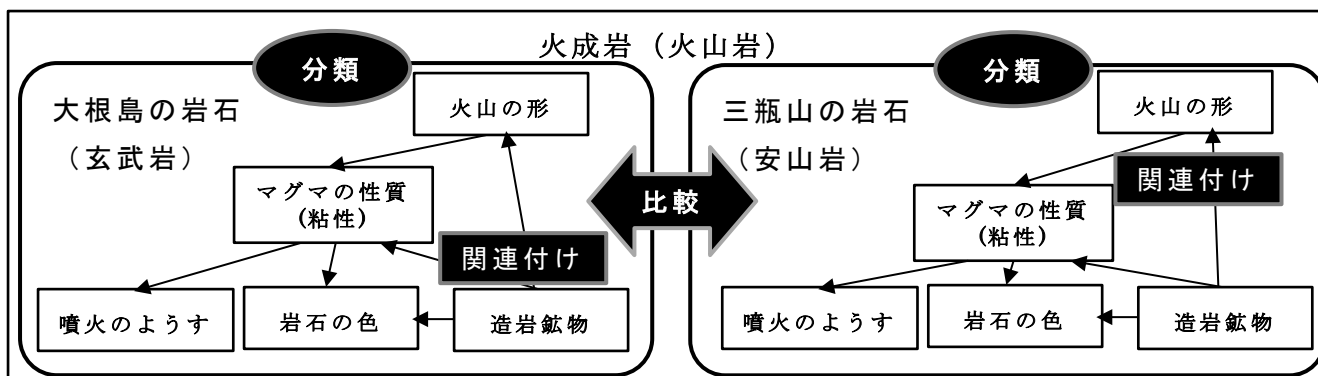 火成岩（火山岩）
分類
大根島の岩石
（玄武岩）
火山の形
マグマの性質
(粘性)
関連付け
噴火のようす
岩石の色
造岩鉱物
比較
分類
三瓶山の岩石
（安山岩）
火山の形
関連付け
マグマの性質
(粘性)
噴火のようす
岩石の色
造岩鉱物